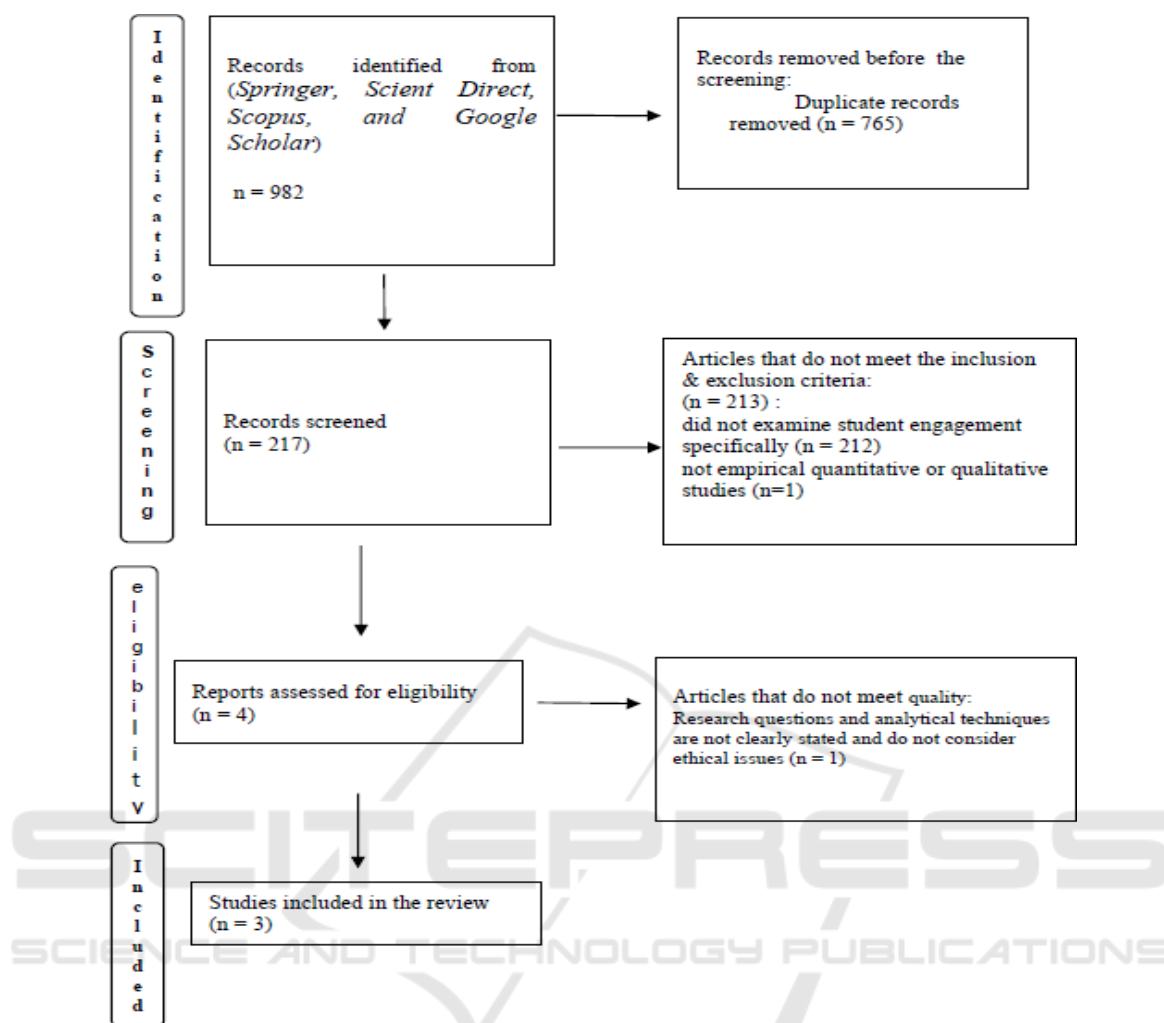 Identification
Records identified from
(Springer, Scient Direct,
Scopus, and Google
Scholar)
n = 982
Records removed before the
screening:
Duplicate records
removed (n = 765)
Screening
Records screened
(n = 217)
Articles that do not meet the inclusion
& exclusion criteria:
(n = 213) :
did not examine student engagement
specifically (n = 212)
not empirical quantitative or qualitative
studies (n=1)
eligibility
Reports assessed for eligibility
(n = 4)
Articles that do not meet quality:
Research questions and analytical techniques
are not clearly stated and do not consider
ethical issues (n = 1)
Included
Studies included in the review
(n = 3)
SCITEPRESS
SCIENCE AND TECHNOLOGY PUBLICATIONS